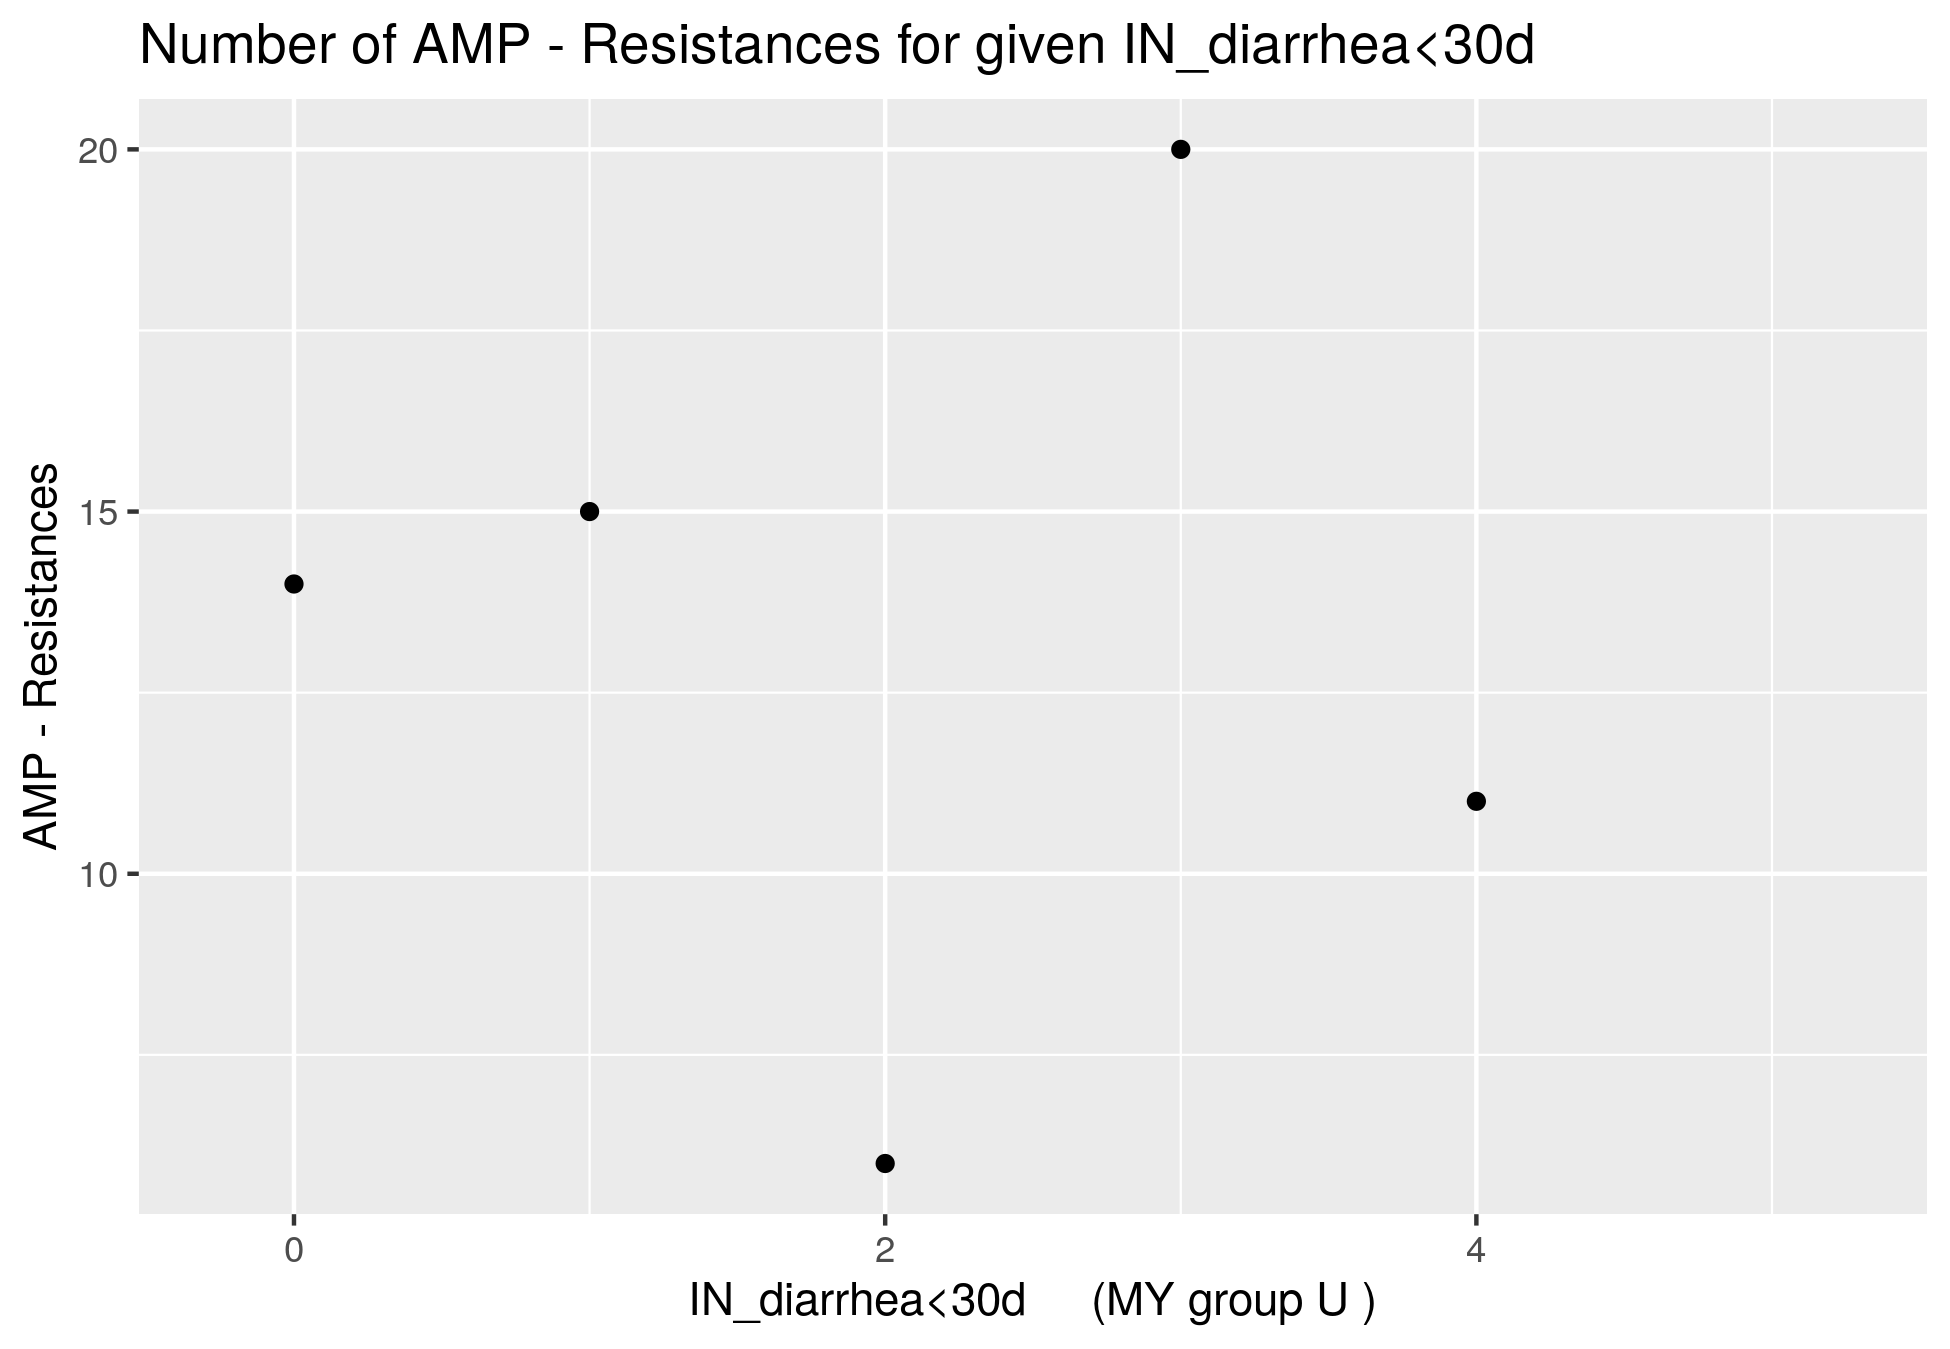 Number of AMP - Resistances for given IN_diarrhea<30d
AMP - Resistances
20
15
10
0 2 4
IN_diarrhea<30d (MY group U )